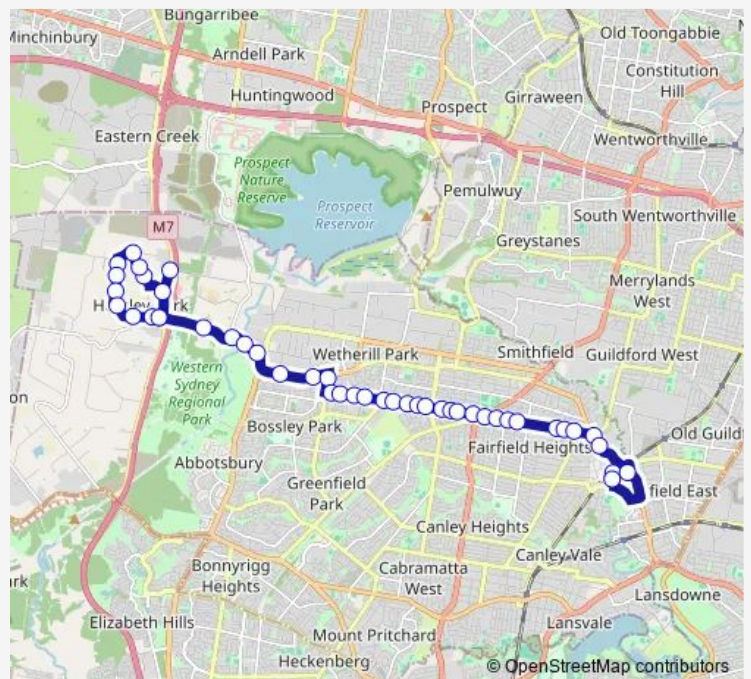 Bungarribee
Minchinbury
Old Toongabbie
Arndell Park
Constitution
Hill
Huntingwood
Girraween
Prospect
Eastern Creek
Wentworthville
Prospect
Nature
Reserve
Pemulwuy
Prospect
Reservoir
South Wentworthville
M7
Greystanes
Merrylands
West
Wetherill Park
Smithfield
Guildford West
Western
Sydney
Regional
Park
on
Bossley Park
Old Guild
Fairfield Heights
Abbotsbury
Greenfield
Park
field East
Canley Heights
Canley Vale
Bonnyrigg
Heights
Cabramatta
West
ark
Lansdowne
Elizabeth Hills
Lansvale
Mount Pritchard
Heckenberg
© OpenStreetMap contributors